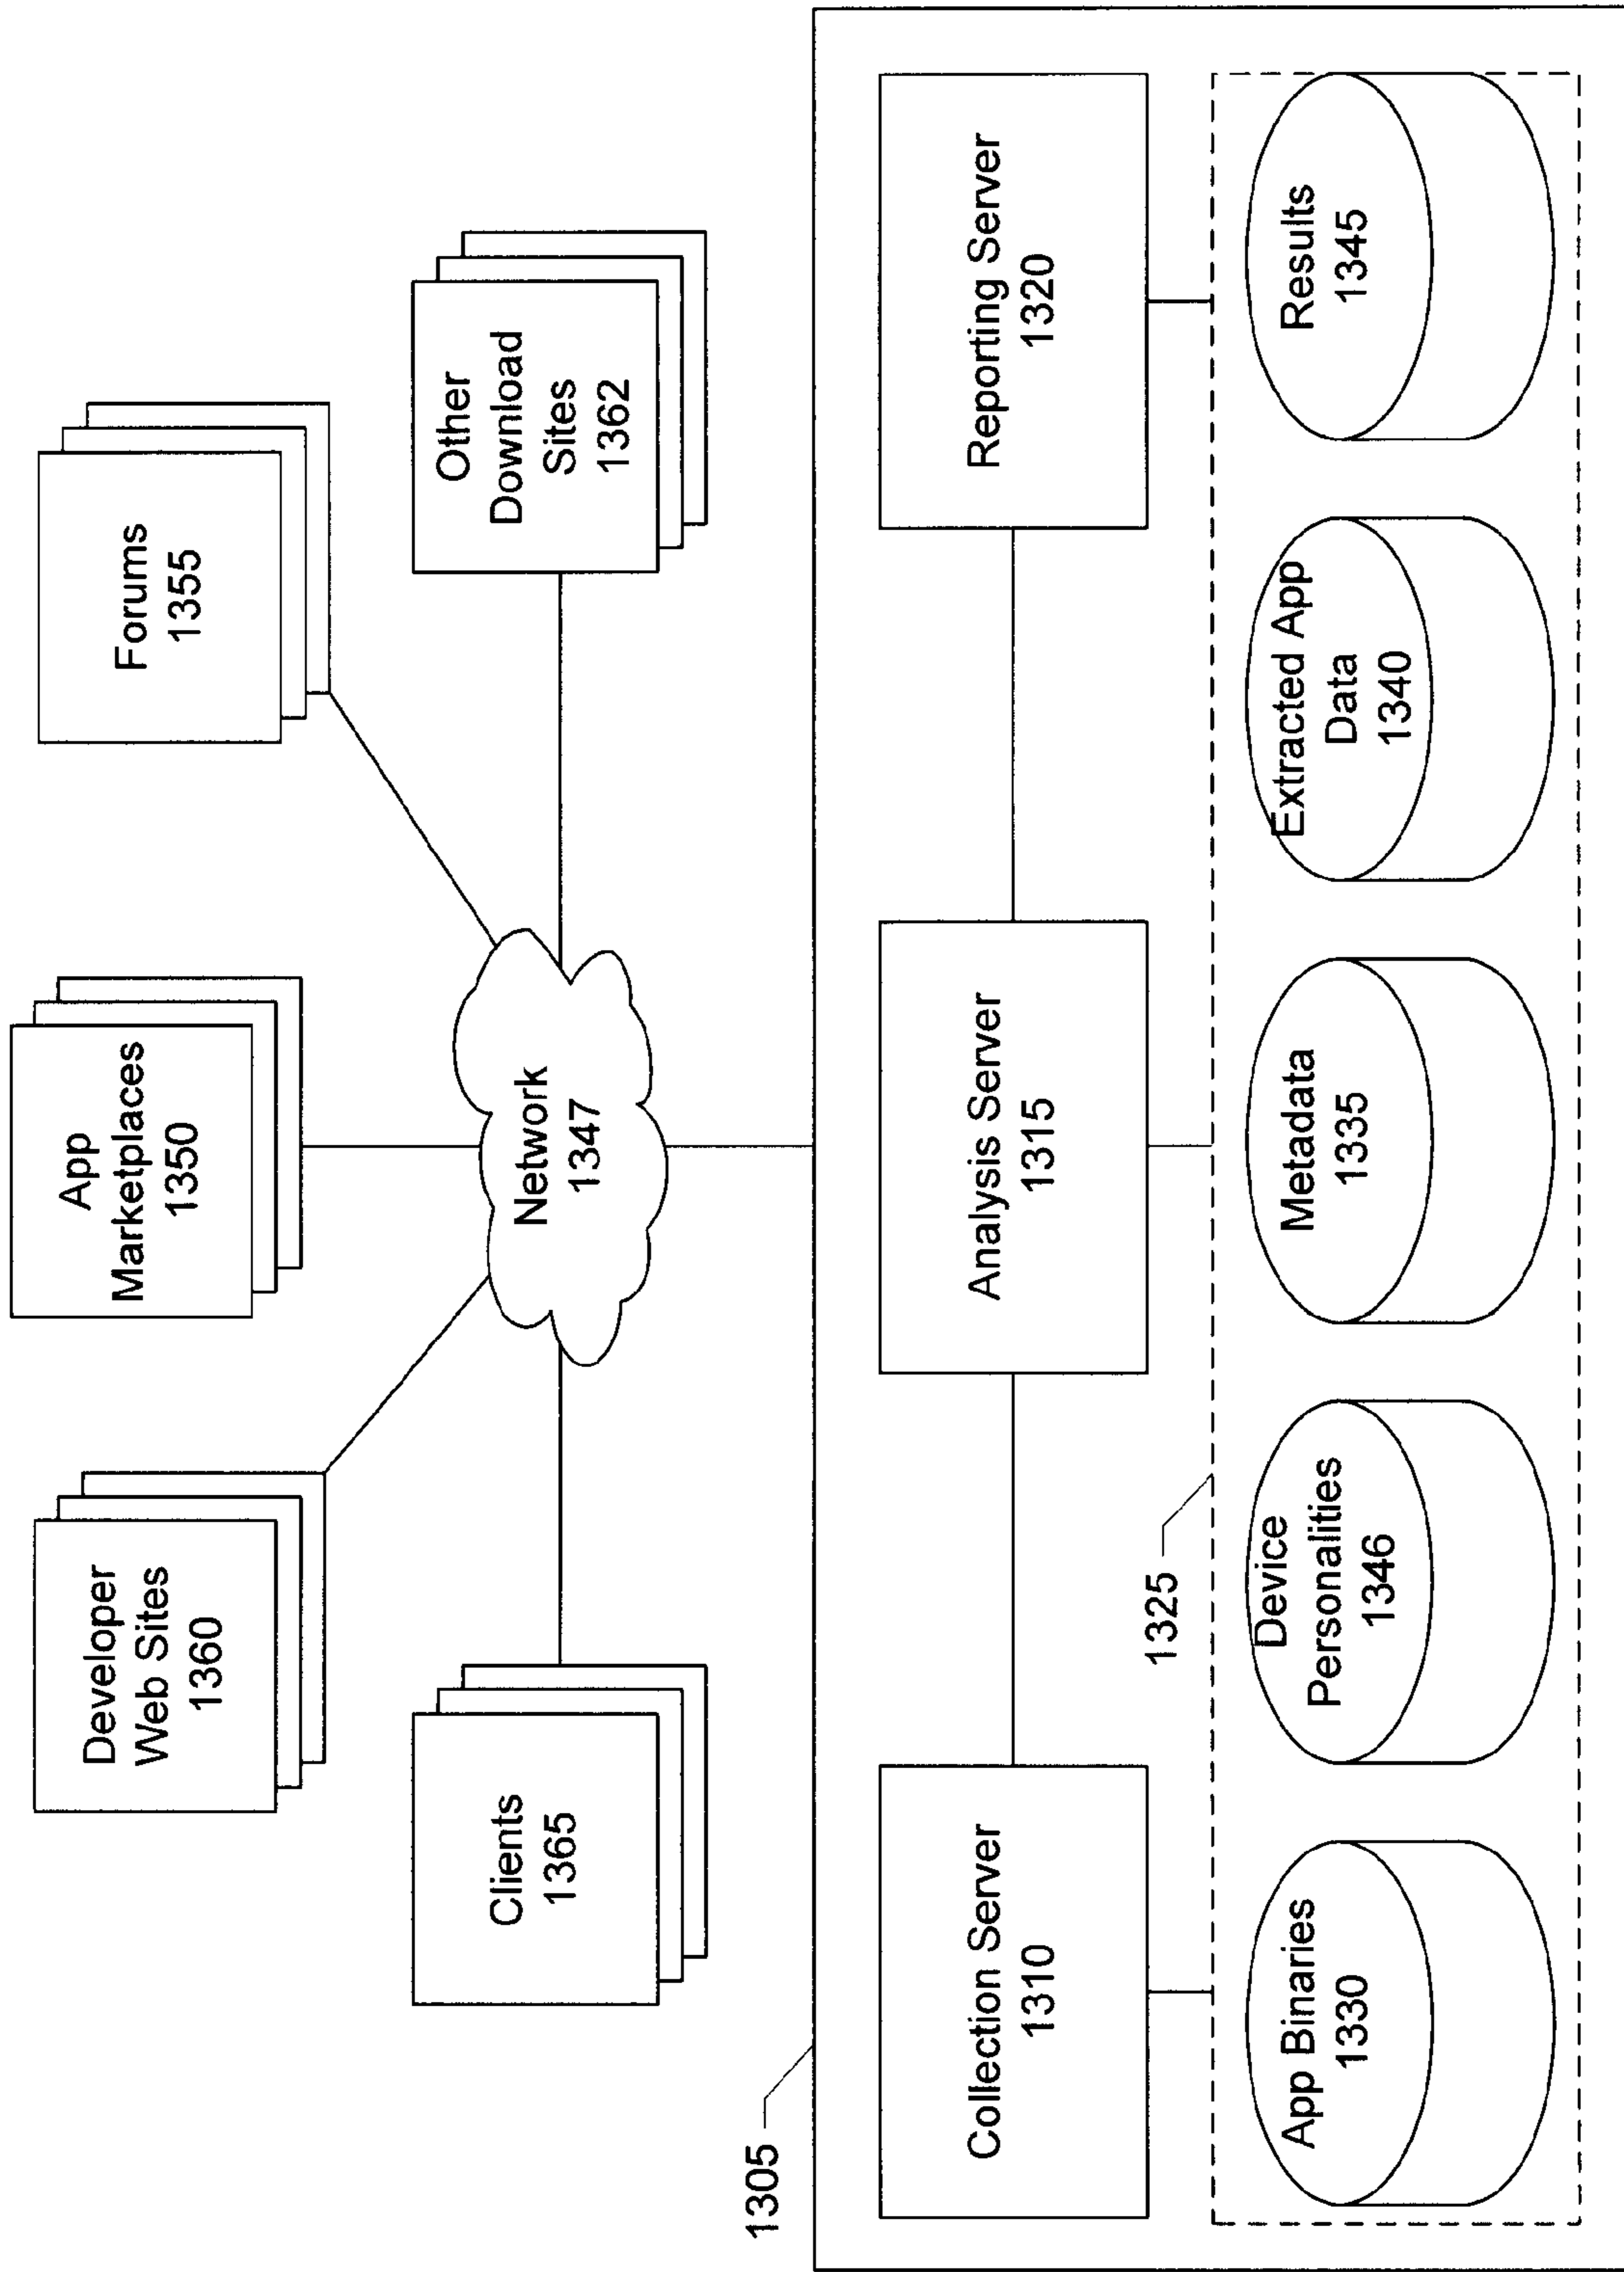 App
Marketplaces
1350
Developer
Web Sites
1360
Forums
1355
Clients
1365
Network
1347
Other
Download
Sites
1362
1305
Collection Server
1310
Analysis Server
1315
Reporting Server
1320
1325
App Binaries
1330
Device
Personalities
1346
Metadata
1335
Extracted App
Data
1340
Results
1345